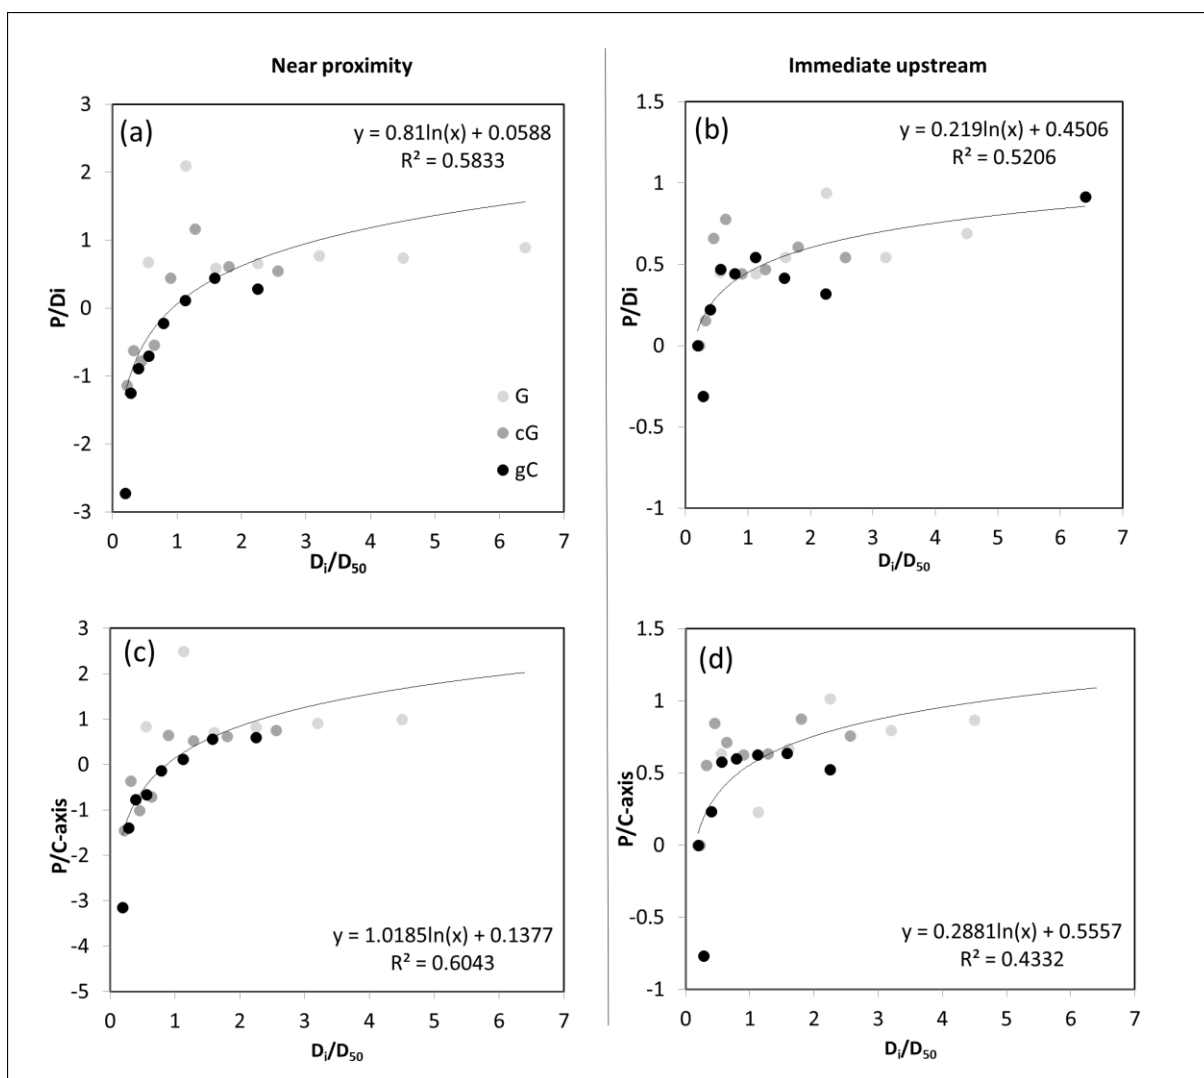 Near proximity
Immediate upstream
(a)
y = 0.81ln(x) + 0.0588
R² = 0.5833
P/Di
3
2
1
0
-1
-2
-3
G
cG
gC
0 1 2 3 4 5 6 7
Dᵢ/D₅₀
(b)
y = 0.219ln(x) + 0.4506
R² = 0.5206
P/Di
1.5
1
0.5
0
-0.5
-1
0 1 2 3 4 5 6 7
Dᵢ/D₅₀
(c)
P/C-axis
3
2
1
0
-1
-2
-3
-4
-5
y = 1.0185ln(x) + 0.1377
R² = 0.6043
0 1 2 3 4 5 6 7
Dᵢ/D₅₀
(d)
P/C-axis
1.5
1
0.5
0
-0.5
-1
y = 0.2881ln(x) + 0.5557
R² = 0.4332
0 1 2 3 4 5 6 7
Dᵢ/D₅₀